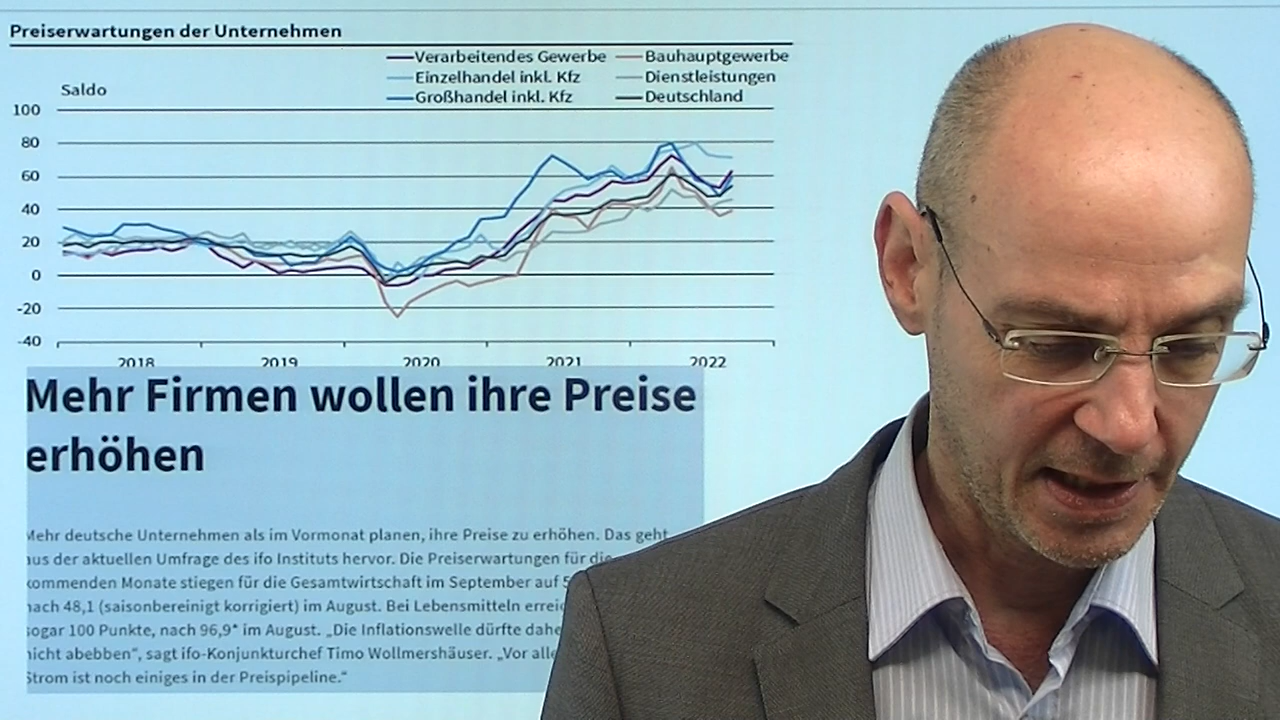 Preiserwartungen der Unternehmen
Verarbeitendes Gewerbe
Bauhauptgewerbe
Einzelhandel inkl. Kfz
Dienstleistungen
Großhandel inkl. Kfz
Deutschland
Saldo
100
80
60
40
20
0
-20
-40
2018 2019 2020 2021 2022
Mehr Firmen wollen ihre Preise
erhöhen
Mehr deutsche Unternehmen als im Vormonat planen, ihre Preise zu erhöhen. Das geht
aus der aktuellen Umfrage des ifo Instituts hervor. Die Preiserwartungen für die
kommenden Monate stiegen für die Gesamtwirtschaft im September auf
nach 48,1 (saisonbereinigt korrigiert) im August. Bei Lebensmitteln
sogar 100 Punkte, nach 96,9* im August. „Die Inflationswelle dürfte
nicht abebben“, sagt ifo-Konjunkturchef Timo Wollmershäuser. „Vor
Strom ist noch einiges in der Preispipeline.“